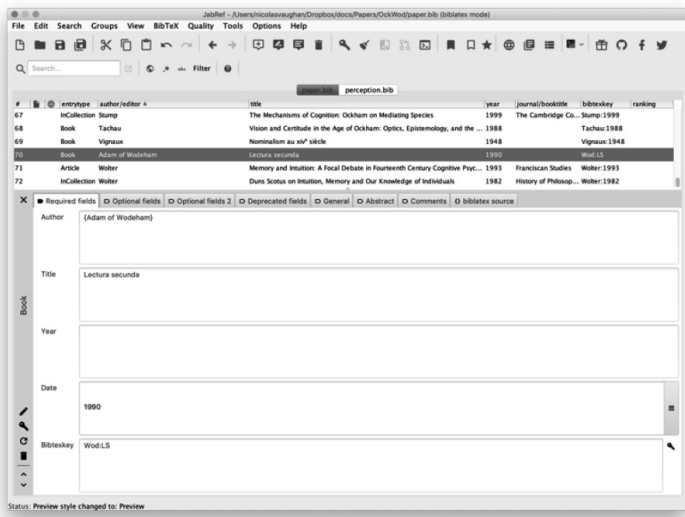 JabRef - /Users/nicolasvaughan/Dropbox/docs/Papers/OckWod/paper.bib (biblatex mode)
File Edit Search Groups View BibTeX Quality Tools Options Help
Search... Filter
paper.bib perception.bib
# entrytype author/editor title year journal/booktitle bibtexkey ranking
67 InCollection Stump The Mechanisms of Cognition: Ockham on Mediating Species 1999 The Cambridge Co... Stump:1999
68 Book Tachau Vision and Certitude in the Age of Ockham: Optics, Epistemology, and the ... 1988 Tachau:1988
69 Book Vignaux Nominalism au xivᵉ siècle 1948 Vignaux:1948
70 Book Adam of Wodeham Lectura secunda 1990 Wod:LS
71 Article Wolter Memory and Intuition: A Focal Debate in Fourteenth Century Cognitive Psyc... 1993 Franciscan Studies Wolter:1993
72 InCollection Wolter Duns Scotus on Intuition, Memory and Our Knowledge of Individuals 1982 History of Philosop... Wolter:1982
Required fields Optional fields Optional fields 2 Deprecated fields General Abstract Comments {} biblatex source
Author {Adam of Wodeham}
Title Lectura secunda
Book
Year
Date 1990
Bibtexkey Wod:LS
Status: Preview style changed to: Preview